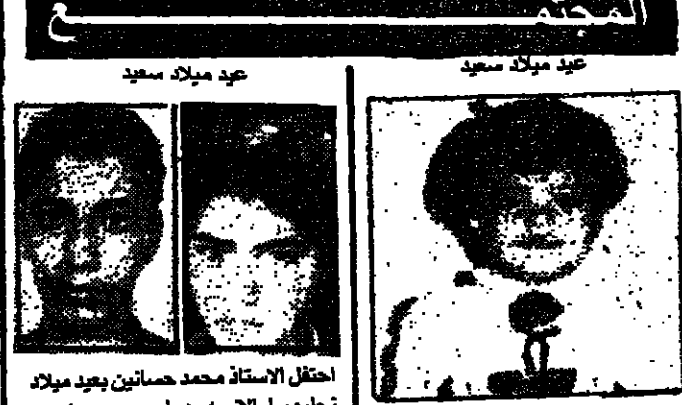 المجتمع
عيد ميلاد سعيد
عيد ميلاد سعيد
احتفل الاستاذ محمد حسانين بعيد ميلاد